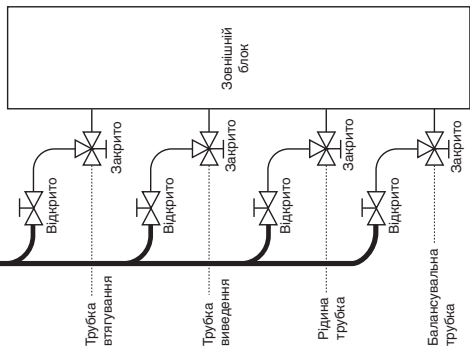 Зовнішній
блок
Закрито
Закрито
Закрито
Закрито
Відкрито
Відкрито
Відкрито
Відкрито
Трубка
втягування
Трубка
виведення
Рідина
трубка
Балансувальна
трубка